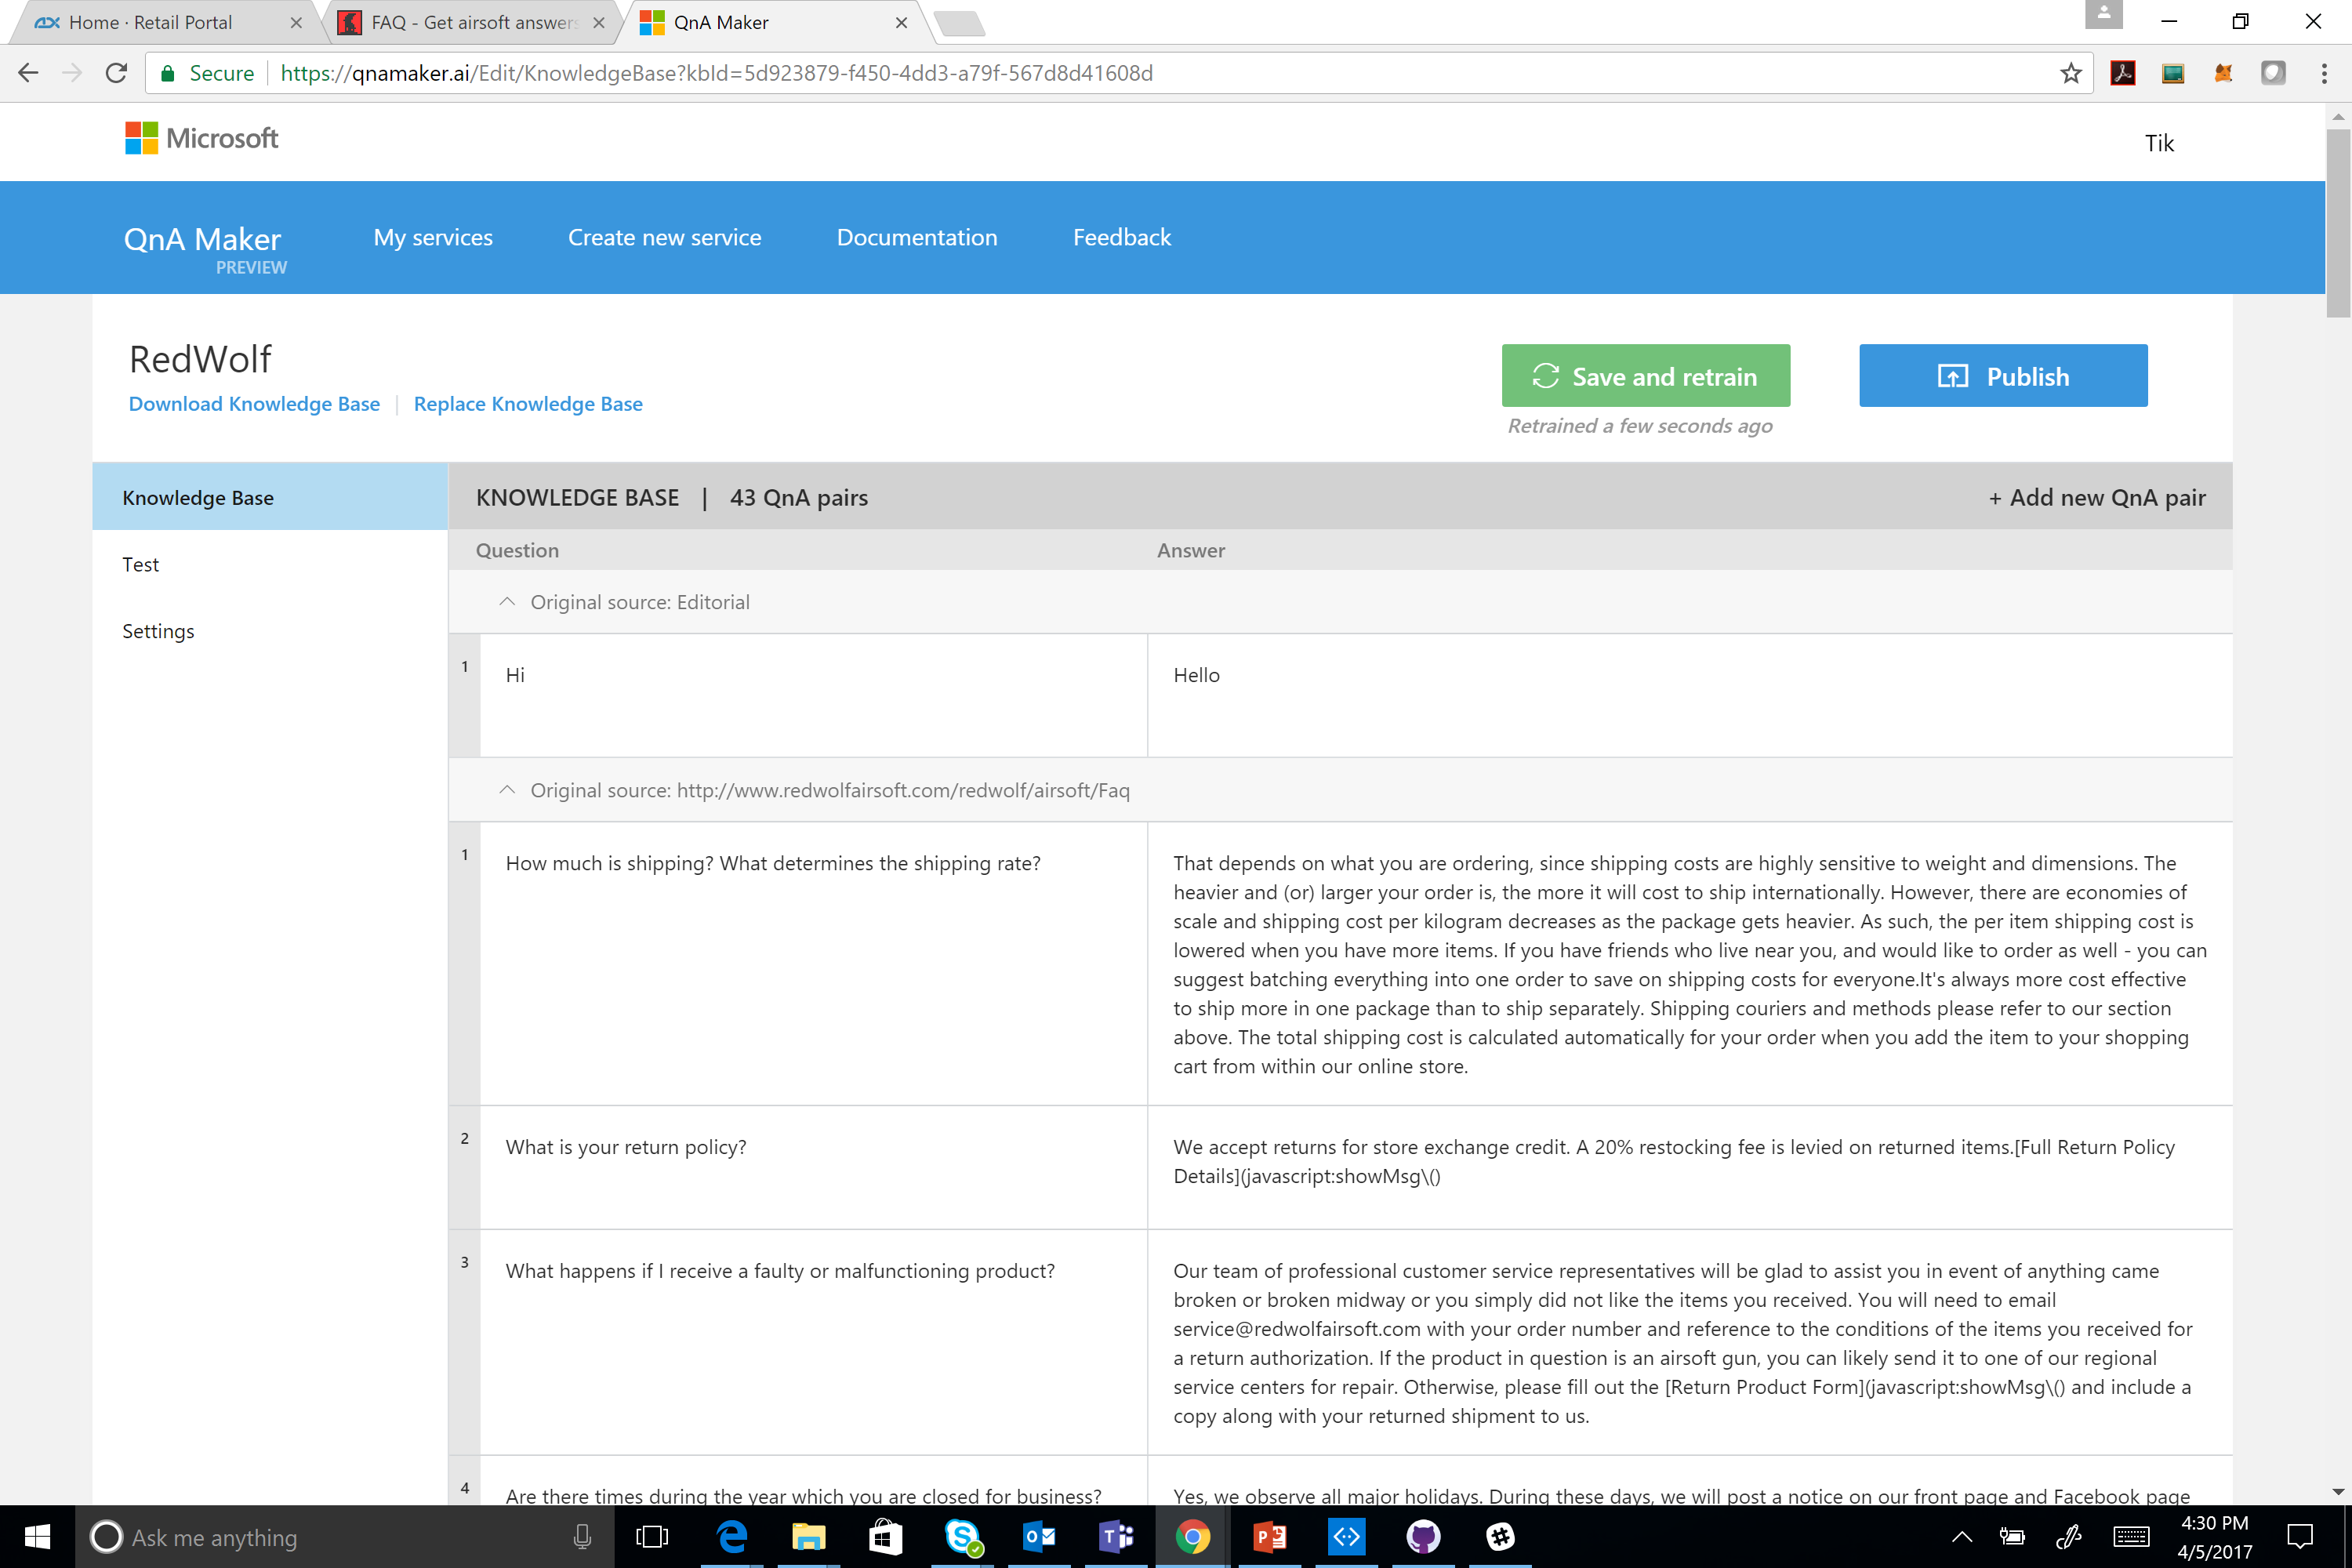 Home · Retail Portal
FAQ - Get airsoft answers
QnA Maker
Secure
https://qnamaker.ai/Edit/KnowledgeBase?kbId=5d923879-f450-4dd3-a79f-567d8d41608d
Microsoft
Tik
QnA Maker
PREVIEW
My services
Create new service
Documentation
Feedback
RedWolf
Download Knowledge Base | Replace Knowledge Base
Save and retrain
Publish
Retrained a few seconds ago
Knowledge Base
Test
Settings
KNOWLEDGE BASE | 43 QnA pairs
+ Add new QnA pair
Question
Answer
Original source: Editorial
1
Hi
Hello
Original source: http://www.redwolfairsoft.com/redwolf/airsoft/Faq
1
How much is shipping? What determines the shipping rate?
That depends on what you are ordering, since shipping costs are highly sensitive to weight and dimensions. The
heavier and (or) larger your order is, the more it will cost to ship internationally. However, there are economies of
scale and shipping cost per kilogram decreases as the package gets heavier. As such, the per item shipping cost is
lowered when you have more items. If you have friends who live near you, and would like to order as well - you can
suggest batching everything into one order to save on shipping costs for everyone.It's always more cost effective
to ship more in one package than to ship separately. Shipping couriers and methods please refer to our section
above. The total shipping cost is calculated automatically for your order when you add the item to your shopping
cart from within our online store.
2
What is your return policy?
We accept returns for store exchange credit. A 20% restocking fee is levied on returned items.[Full Return Policy
Details](javascript:showMsg\()
3
What happens if I receive a faulty or malfunctioning product?
Our team of professional customer service representatives will be glad to assist you in event of anything came
broken or broken midway or you simply did not like the items you received. You will need to email
service@redwolfairsoft.com with your order number and reference to the conditions of the items you received for
a return authorization. If the product in question is an airsoft gun, you can likely send it to one of our regional
service centers for repair. Otherwise, please fill out the [Return Product Form](javascript:showMsg\() and include a
copy along with your returned shipment to us.
4
Are there times during the year which you are closed for business?
Yes, we observe all major holidays. During these days, we will post a notice on our front page and Facebook page
Ask me anything
4:30 PM
4/5/2017